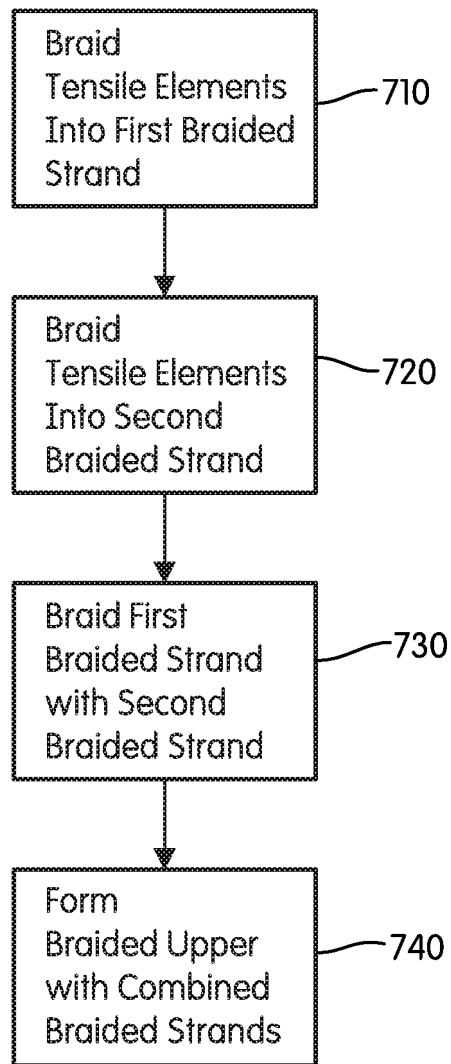 Braid
Tensile Elements
Into First Braided
Strand
710
Braid
Tensile Elements
Into Second
Braided Strand
720
Braid First
Braided Strand
with Second
Braided Strand
730
Form
Braided Upper
with Combined
Braided Strands
740